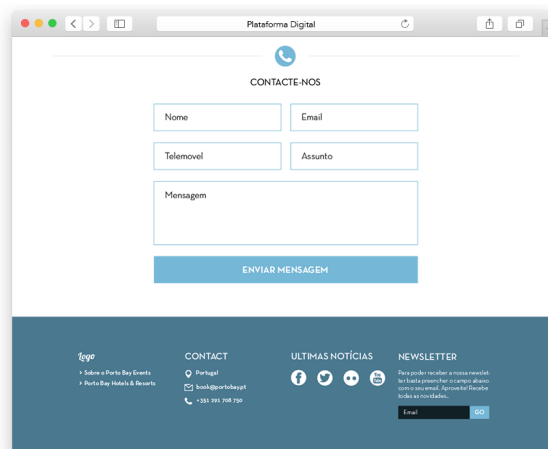 Plataforma Digital
CONTACTE-NOS
Nome
Email
Telemovel
Assunto
Mensagem
ENVIAR MENSAGEM
Logo
> Sobre o Porto Bay Events
> Porto Bay Hotels & Resorts
CONTACT
Portugal
book@portobay.pt
+351 291 708 750
ULTIMAS NOTÍCIAS
You
Tube
NEWSLETTER
Para poder receber a nossa newslet-
ter basta preencher o campo abaixo
com o seu email. Aproveite! Recebe
todas as novidades..
Email
GO